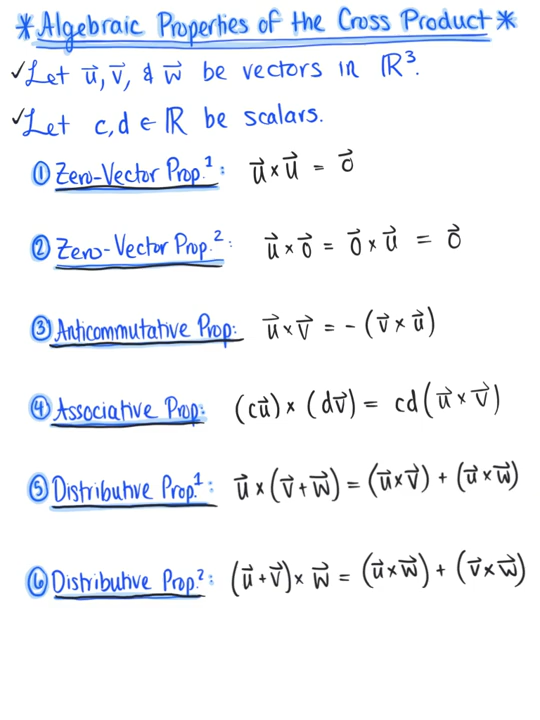 *Algebraic Properties of the Cross Product*
✓Let u⃗, v⃗, & w⃗ be vectors in ℝ³.
✓Let c,d ∈ ℝ be scalars.
① Zero-Vector Prop.¹: u⃗ × u⃗ = 0⃗
② Zero-Vector Prop.²: u⃗ × 0⃗ = 0⃗ × u⃗ = 0⃗
③ Anticommutative Prop: u⃗ × v⃗ = -(v⃗ × u⃗)
④ Associative Prop: (cu⃗) × (dv⃗) = cd(u⃗ × v⃗)
⑤ Distributive Prop.¹: u⃗ × (v⃗ + w⃗) = (u⃗ × v⃗) + (u⃗ × w⃗)
⑥ Distributive Prop.²: (u⃗ + v⃗) × w⃗ = (u⃗ × w⃗) + (v⃗ × w⃗)